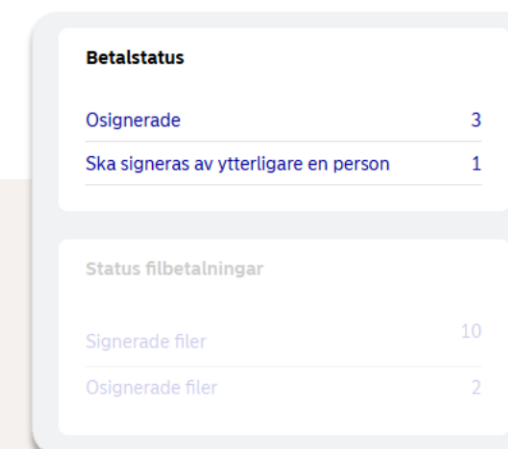 Betalstatus
Osignerade 3
Ska signeras av ytterligare en person 1
Status filbetalningar
Signerade filer 10
Osignerade filer 2